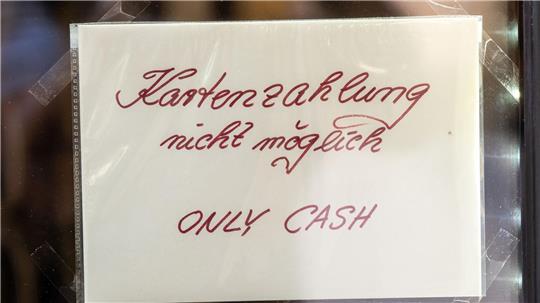 Kartenzahlung
nicht möglich
ONLY CASH